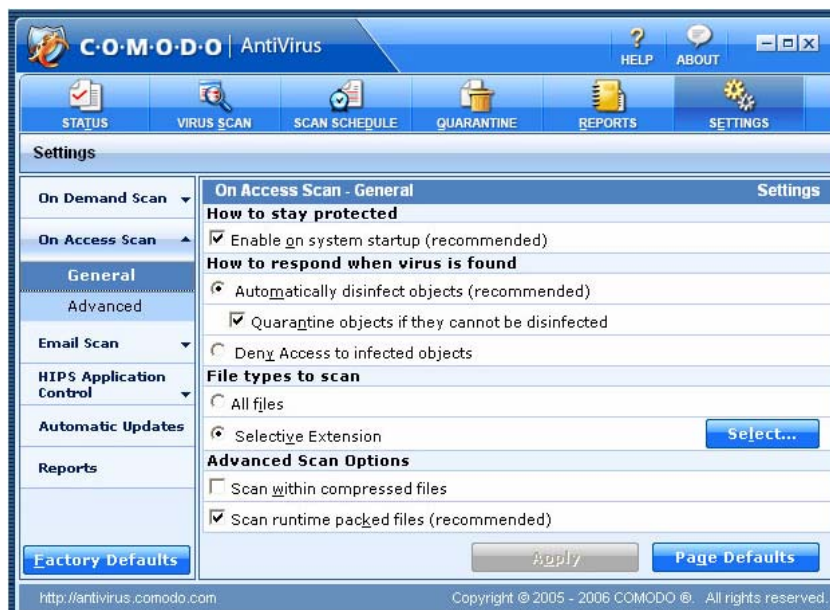 C·O·M·O·D·O | AntiVirus
HELP
ABOUT
STATUS
VIRUS SCAN
SCAN SCHEDULE
QUARANTINE
REPORTS
SETTINGS
Settings
On Demand Scan
On Access Scan
General
Advanced
Email Scan
HIPS Application
Control
Automatic Updates
Reports
Factory Defaults
On Access Scan - General
Settings
How to stay protected
Enable on system startup (recommended)
How to respond when virus is found
Automatically disinfect objects (recommended)
Quarantine objects if they cannot be disinfected
Deny Access to infected objects
File types to scan
All files
Selective Extension
Select...
Advanced Scan Options
Scan within compressed files
Scan runtime packed files (recommended)
Apply
Page Defaults
http://antivirus.comodo.com
Copyright © 2005 - 2006 COMODO ®. All rights reserved.